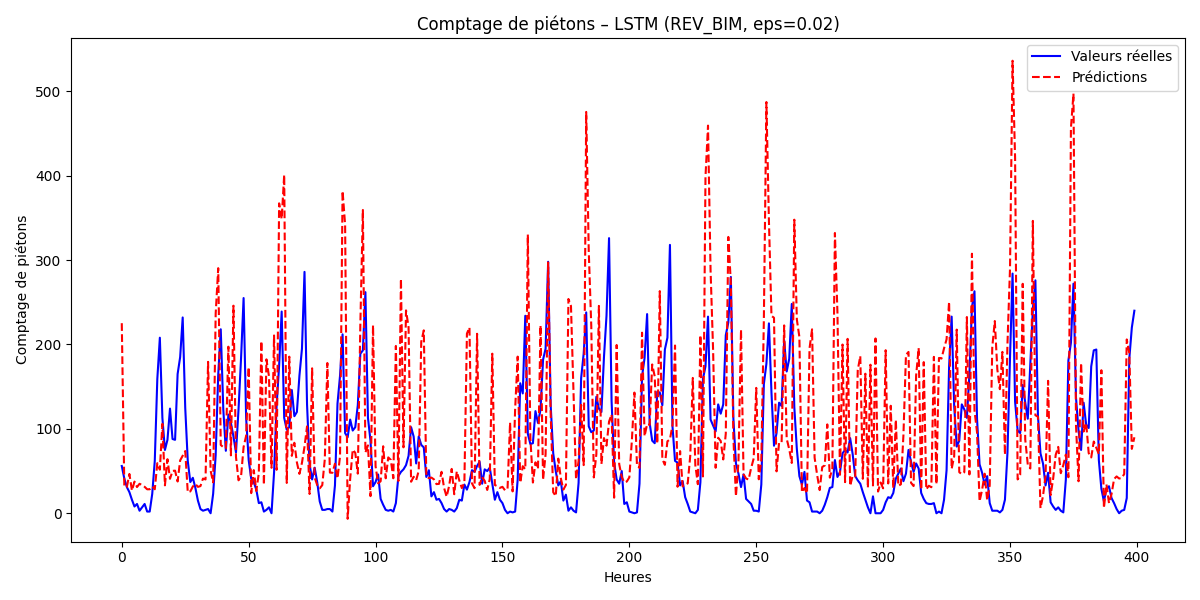 Comptage de piétons – LSTM (REV_BIM, eps=0.02)
Valeurs réelles
Prédictions
Comptage de piétons
500
400
300
200
100
0
0 50 100 150 200 250 300 350 400
Heures